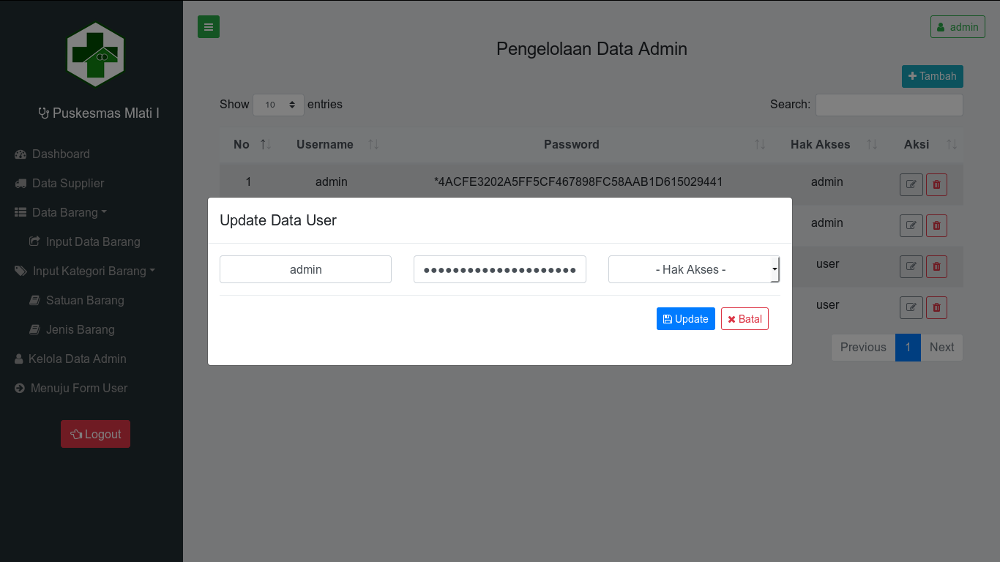 admin
Pengelolaan Data Admin
Tambah
Puskesmas Mlati I
Show 10 entries
Search:
No Username Password Hak Akses Aksi
1 admin *4ACFE3202A5FF5CF467898FC58AAB1D615029441 admin
admin
user
user
Previous 1 Next
Dashboard
Data Supplier
Data Barang
Input Data Barang
Input Kategori Barang
Satuan Barang
Jenis Barang
Kelola Data Admin
Menuju Form User
Logout
Update Data User
admin ●●●●●●●●●●●●●●●●●●●●● - Hak Akses -
Update Batal